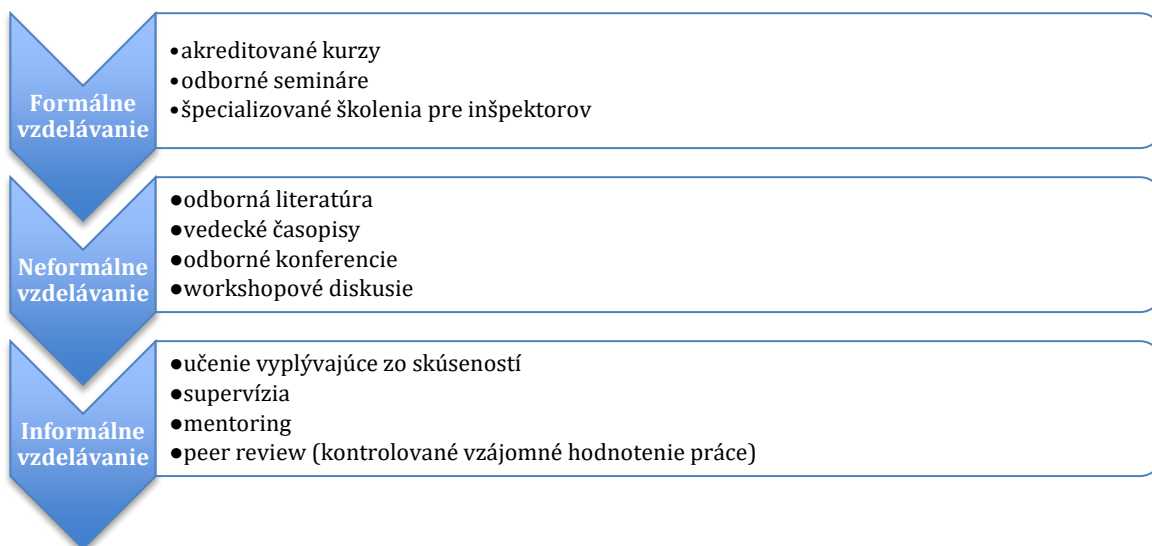 Formálne
vzdelávanie
•akreditované kurzy
•odborné semináre
•špecializované školenia pre inšpektorov
Neformálne
vzdelávanie
●odborná literatúra
●vedecké časopisy
●odborné konferencie
●workshopové diskusie
Informálne
vzdelávanie
●učenie vyplývajúce zo skúseností
●supervízia
●mentoring
●peer review (kontrolované vzájomné hodnotenie práce)